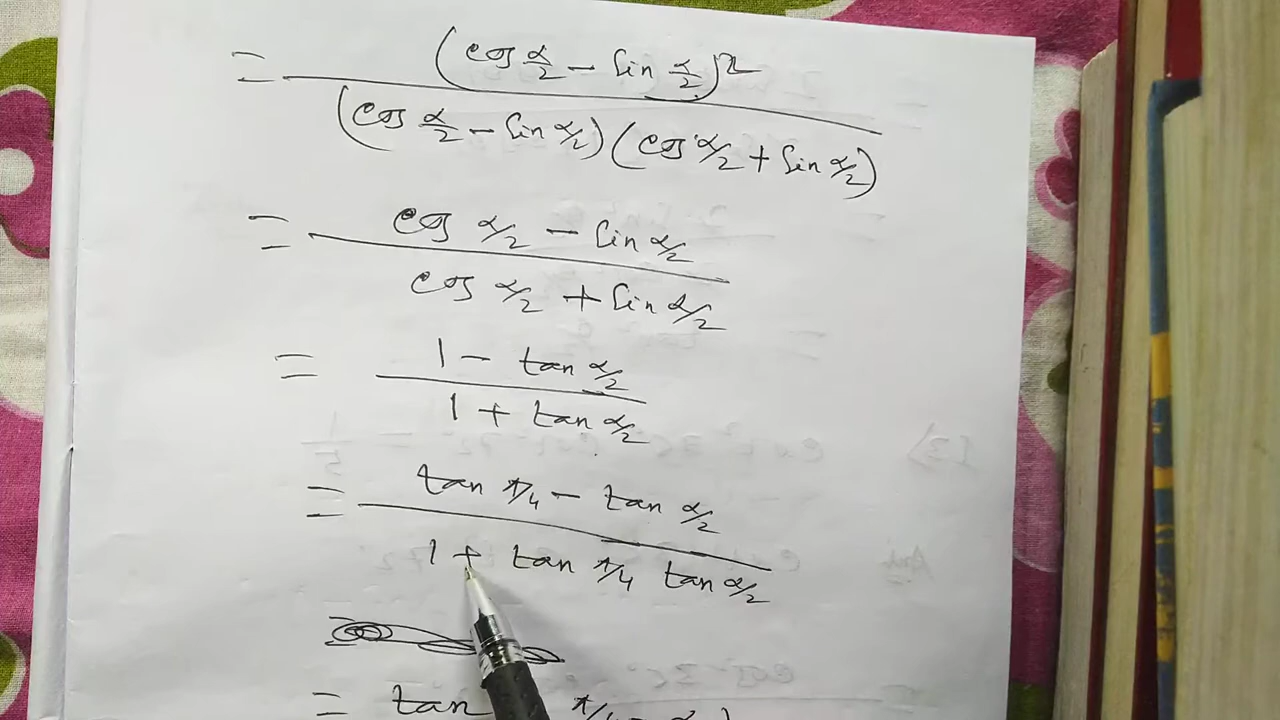 = (cos α/2 - sin α/2)²
(cos α/2 - sin α/2)(cos α/2 + sin α/2)
= cos α/2 - sin α/2
cos α/2 + sin α/2
= 1 - tan α/2
1 + tan α/2
= tan π/4 - tan α/2
1 + tan π/4 tan α/2
= tan π/4 - α